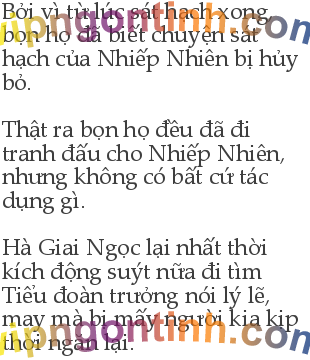 Bởi vì từ lúc sát hạch xong,
bọn họ đã biết chuyện sát
hạch của Nhiếp Nhiên bị hủy
bỏ.
Thật ra bọn họ đều đã đi
tranh đấu cho Nhiếp Nhiên,
nhưng không có bất cứ tác
dụng gì.
Hà Giai Ngọc lại nhất thời
kích động suýt nữa đi tìm
Tiểu đoàn trưởng nói lý lẽ,
may mà bị mấy người kia kịp
thời ngăn lại.
vipngontinh.com
vipngontinh.com